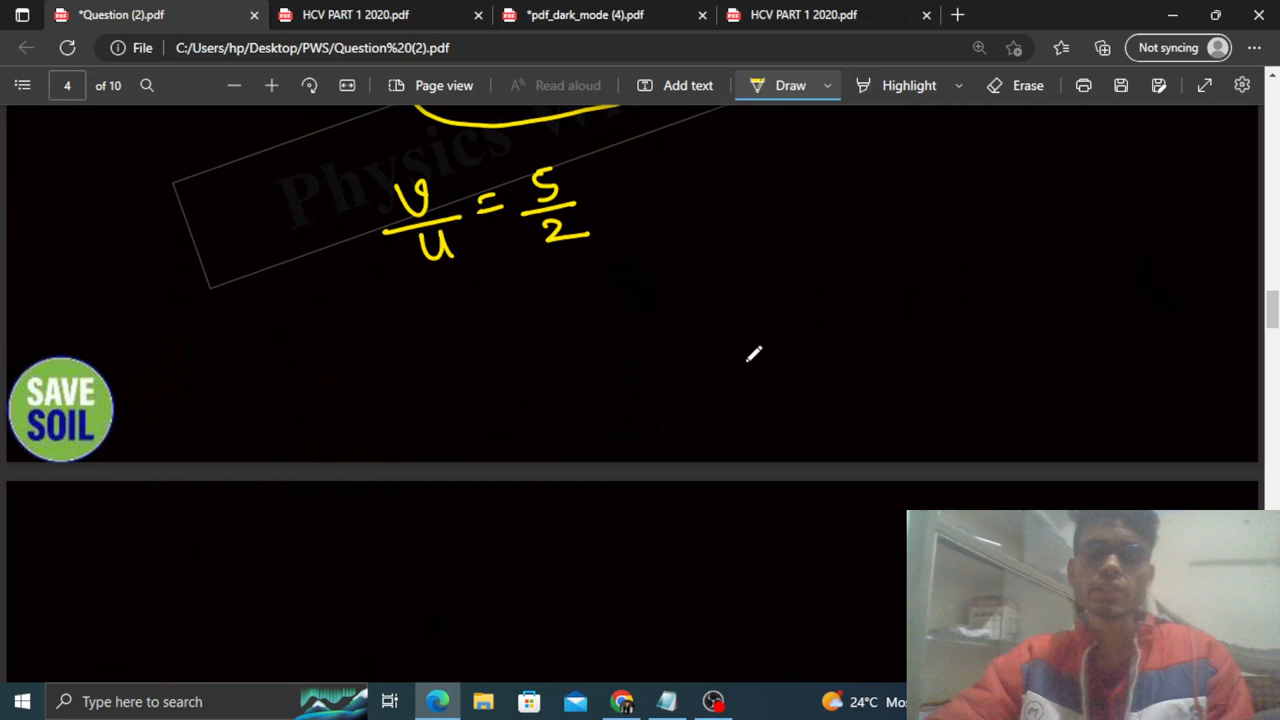 *Question (2).pdf
HCV PART 1 2020.pdf
*pdf_dark_mode (4).pdf
HCV PART 1 2020.pdf
File
C:/Users/hp/Desktop/PWS/Question%20(2).pdf
Not syncing
4 of 10
Page view
Read aloud
Add text
Draw
Highlight
Erase
Physics W
v/u = 5/2
SAVE
SOIL
Type here to search
24°C